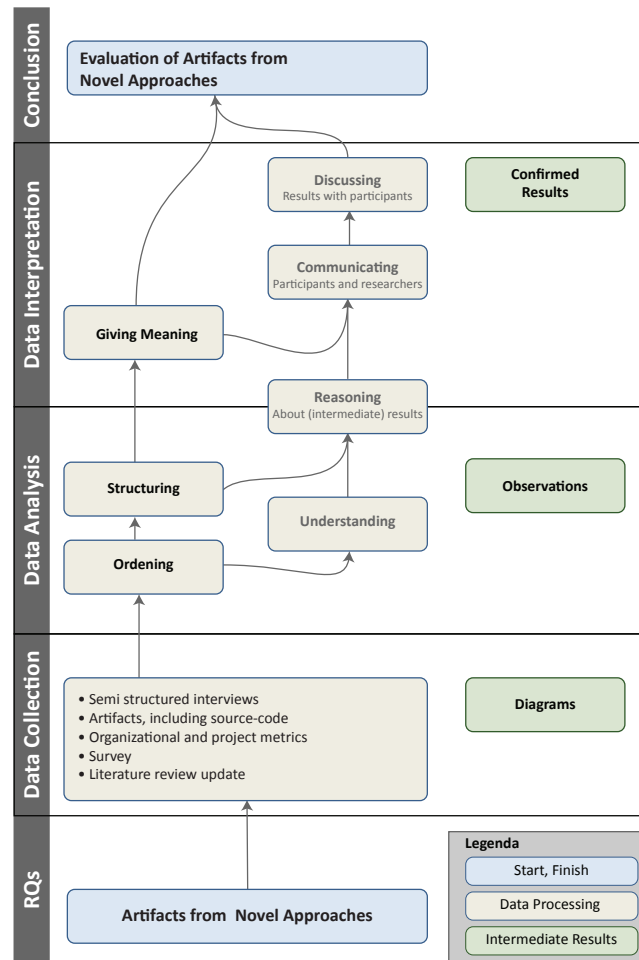 Conclusion
Evaluation of Artifacts from
Novel Approaches
Data Interpretation
Discussing
Results with participants
Confirmed
Results
Communicating
Participants and researchers
Giving Meaning
Reasoning
About (intermediate) results
Data Analysis
Structuring
Observations
Understanding
Ordening
Data Collection
• Semi structured interviews
• Artifacts, including source-code
• Organizational and project metrics
• Survey
• Literature review update
Diagrams
RQs
Artifacts from Novel Approaches
Legenda
Start, Finish
Data Processing
Intermediate Results